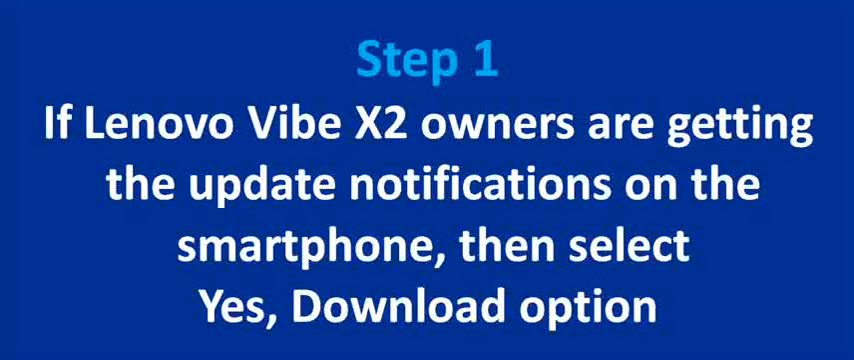 Step 1
If Lenovo Vibe X2 owners are getting
the update notifications on the
smartphone, then select
Yes, Download option